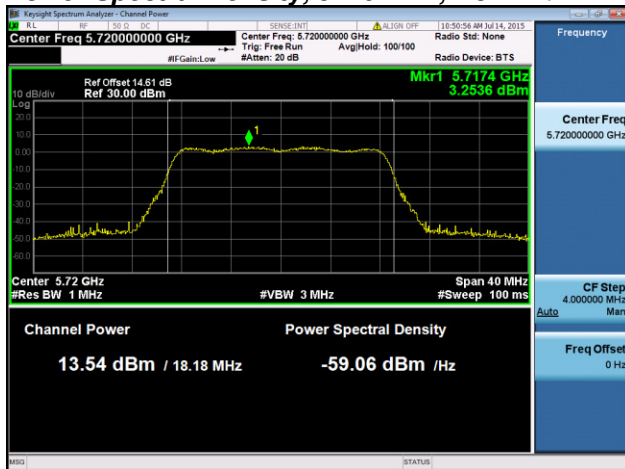 Keysight Spectrum Analyzer - Channel Power
RL RF 50 Ω DC SENSE:INT ALIGN OFF 10:50:56 AM Jul 14, 2015
Center Freq 5.720000000 GHz
Center Freq: 5.720000000 GHz
Radio Std: None
Trig: Free Run Avg|Hold: 100/100
#IFGain:Low #Atten: 20 dB Radio Device: BTS
Frequency
Mkr1 5.7174 GHz
3.2536 dBm
Ref Offset 14.61 dB
10 dB/div Ref 30.00 dBm
Log
20.0
10.0
0.00
-10.0
-20.0
-30.0
-40.0
-50.0
-60.0
1
Center 5.72 GHz Span 40 MHz
#Res BW 1 MHz #VBW 3 MHz #Sweep 100 ms
Center Freq
5.720000000 GHz
CF Step
4.000000 MHz
Auto Man
Freq Offset
0 Hz
Channel Power Power Spectral Density
13.54 dBm / 18.18 MHz -59.06 dBm /Hz
MSG STATUS